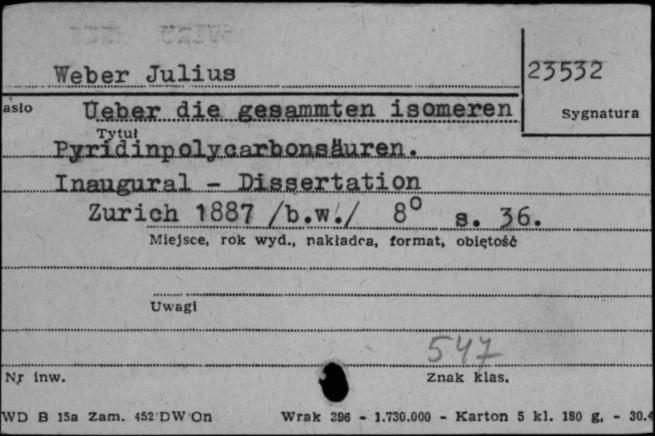 Weber Julius
23532
asło Ueber die gesammten isomeren
Sygnatura
Tytuł
Pyridinpolycarbonsäuren.
Inaugural - Dissertation
Zurich 1887 /b.w./ 8° s. 36.
Miejsce, rok wyd., nakładca, format, objętość
Uwagi
547
Nr inw.
Znak klas.
WD B 15a Zam. 452 DW On Wrak 396 - 1.730.000 - Karton 5 kl. 180 g. - 30.4